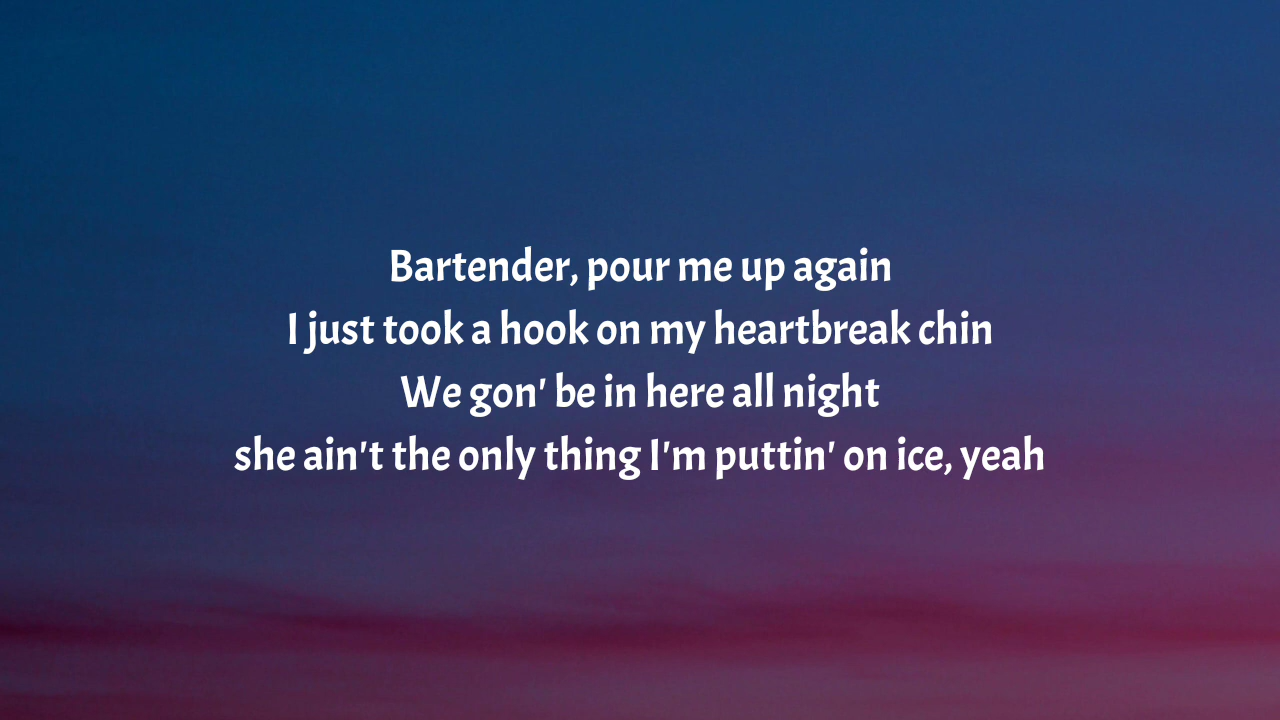 Bartender, pour me up again
I just took a hook on my heartbreak chin
We gon' be in here all night
she ain't the only thing I'm puttin' on ice, yeah